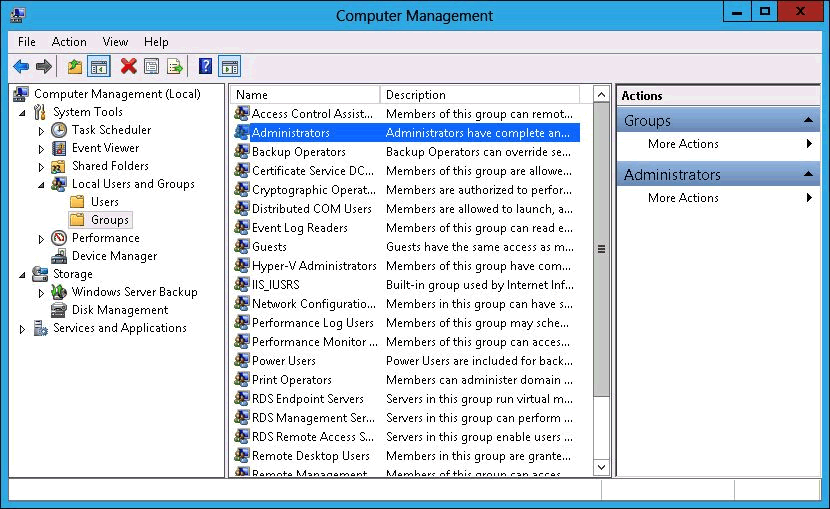 Computer Management
File Action View Help
Computer Management (Local)
System Tools
Task Scheduler
Event Viewer
Shared Folders
Local Users and Groups
Users
Groups
Performance
Device Manager
Storage
Windows Server Backup
Disk Management
Services and Applications
Name Description
Access Control Assist... Members of this group can remot...
Administrators Administrators have complete an...
Backup Operators Backup Operators can override se...
Certificate Service DC... Members of this group are allowe...
Cryptographic Operat... Members are authorized to perfor...
Distributed COM Users Members are allowed to launch, a...
Event Log Readers Members of this group can read e...
Guests Guests have the same access as m...
Hyper-V Administrators Members of this group have com...
IIS_IUSRS Built-in group used by Internet Inf...
Network Configuratio... Members in this group can have s...
Performance Log Users Members of this group may sche...
Performance Monitor ... Members of this group can acces...
Power Users Power Users are included for back...
Print Operators Members can administer domain ...
RDS Endpoint Servers Servers in this group run virtual m...
RDS Management Ser... Servers in this group can perform ...
RDS Remote Access S... Servers in this group enable users ...
Remote Desktop Users Members in this group are grante...
Remote Management Members of this group can acces
Actions
Groups
More Actions
Administrators
More Actions